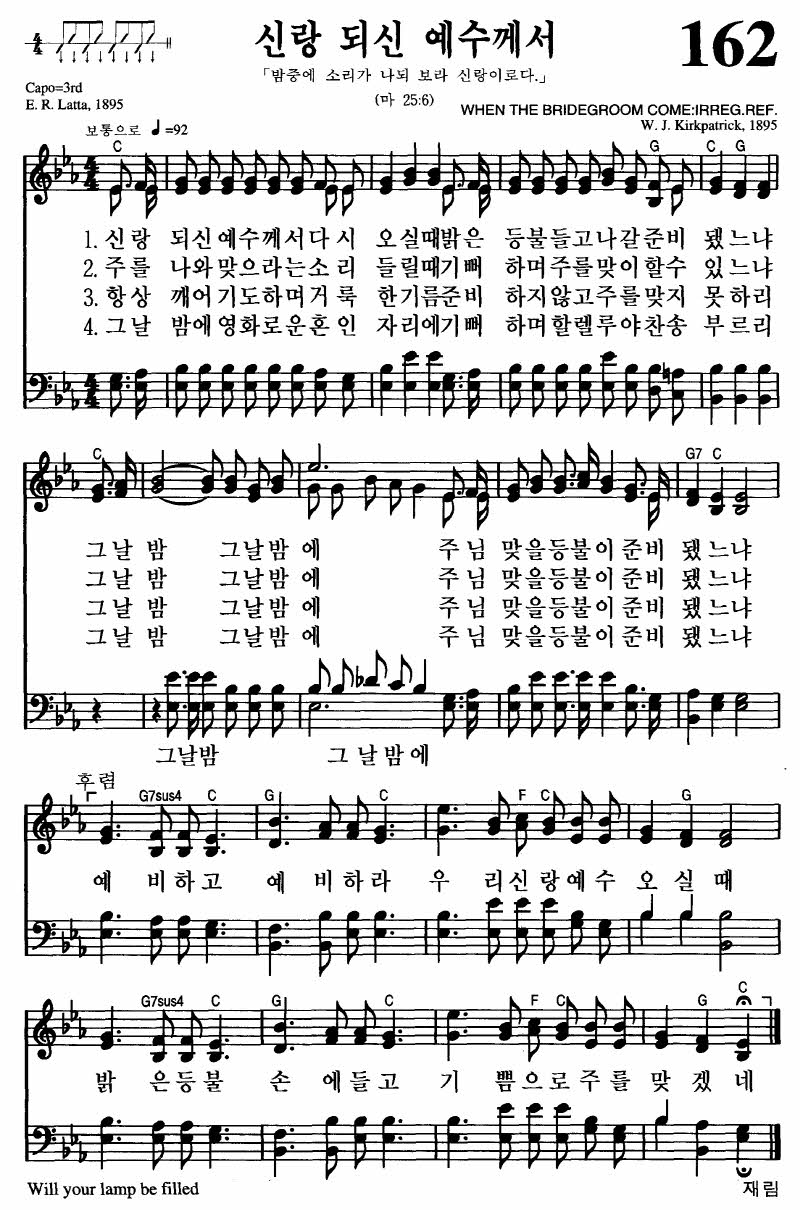 신랑 되신 예수께서
162
「밤중에 소리가 나되 보라 신랑이로다.」
(마 25:6)
Capo=3rd
E. R. Latta, 1895
WHEN THE BRIDEGROOM COME:IRREG.REF.
W. J. Kirkpatrick, 1895
보통으로 ♩=92
C G C G
1. 신랑 되신예수께서다시 오실때밝은 등불들고나갈준비 됐느냐
2. 주를 나와맞으라는소리 들릴때기뻐 하며주를맞이할수 있느냐
3. 항상 깨어기도하며거룩 한기름준비 하지않고주를맞지 못하리
4. 그날 밤에영화로운혼인 자리에기뻐 하며할렐루야찬송 부르리
C G7 C
그날밤 그날밤에 주님 맞을등불이준비 됐느냐
그날밤 그날밤에 주님 맞을등불이준비 됐느냐
그날밤 그날밤에 주님 맞을등불이준비 됐느냐
그날밤 그날밤에 주님 맞을등불이준비 됐느냐
그날밤 그날밤에
후렴
G7sus4 C G C F C G
예 비하고 예 비하라 우 리신랑예수 오실때
G7sus4 C G C F C G C
밝 은등불 손 에들고 기 쁨으로주를 맞겠네
Will your lamp be filled
재림